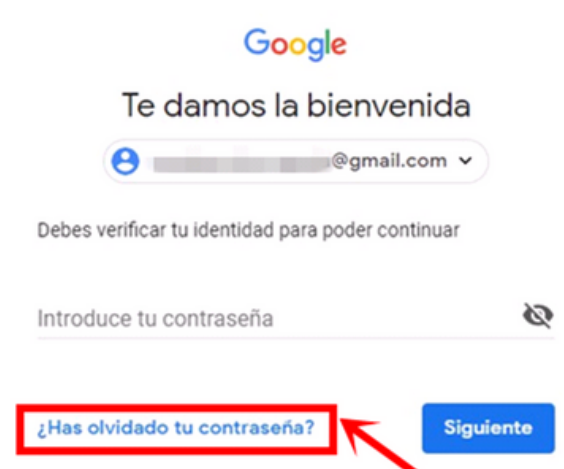 Google
Te damos la bienvenida
@gmail.com
Debes verificar tu identidad para poder continuar
Introduce tu contraseña
¿Has olvidado tu contraseña?
Siguiente